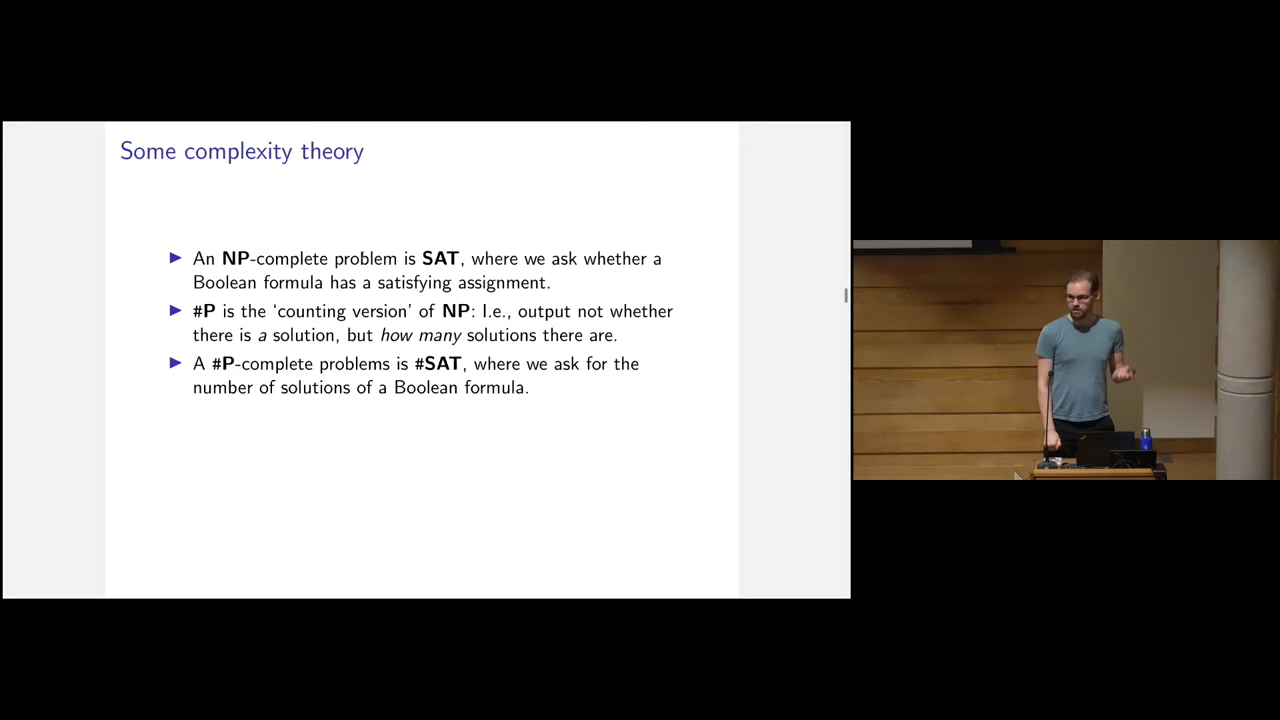 Some complexity theory
▶ An NP-complete problem is SAT, where we ask whether a
Boolean formula has a satisfying assignment.
▶ #P is the ‘counting version’ of NP: I.e., output not whether
there is a solution, but how many solutions there are.
▶ A #P-complete problems is #SAT, where we ask for the
number of solutions of a Boolean formula.